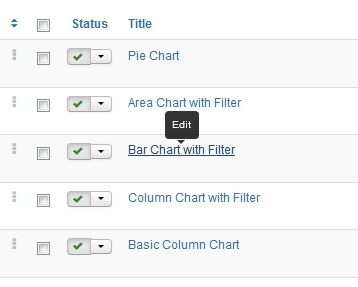 Status Title
Pie Chart
Area Chart with Filter
Edit
Bar Chart with Filter
Column Chart with Filter
Basic Column Chart